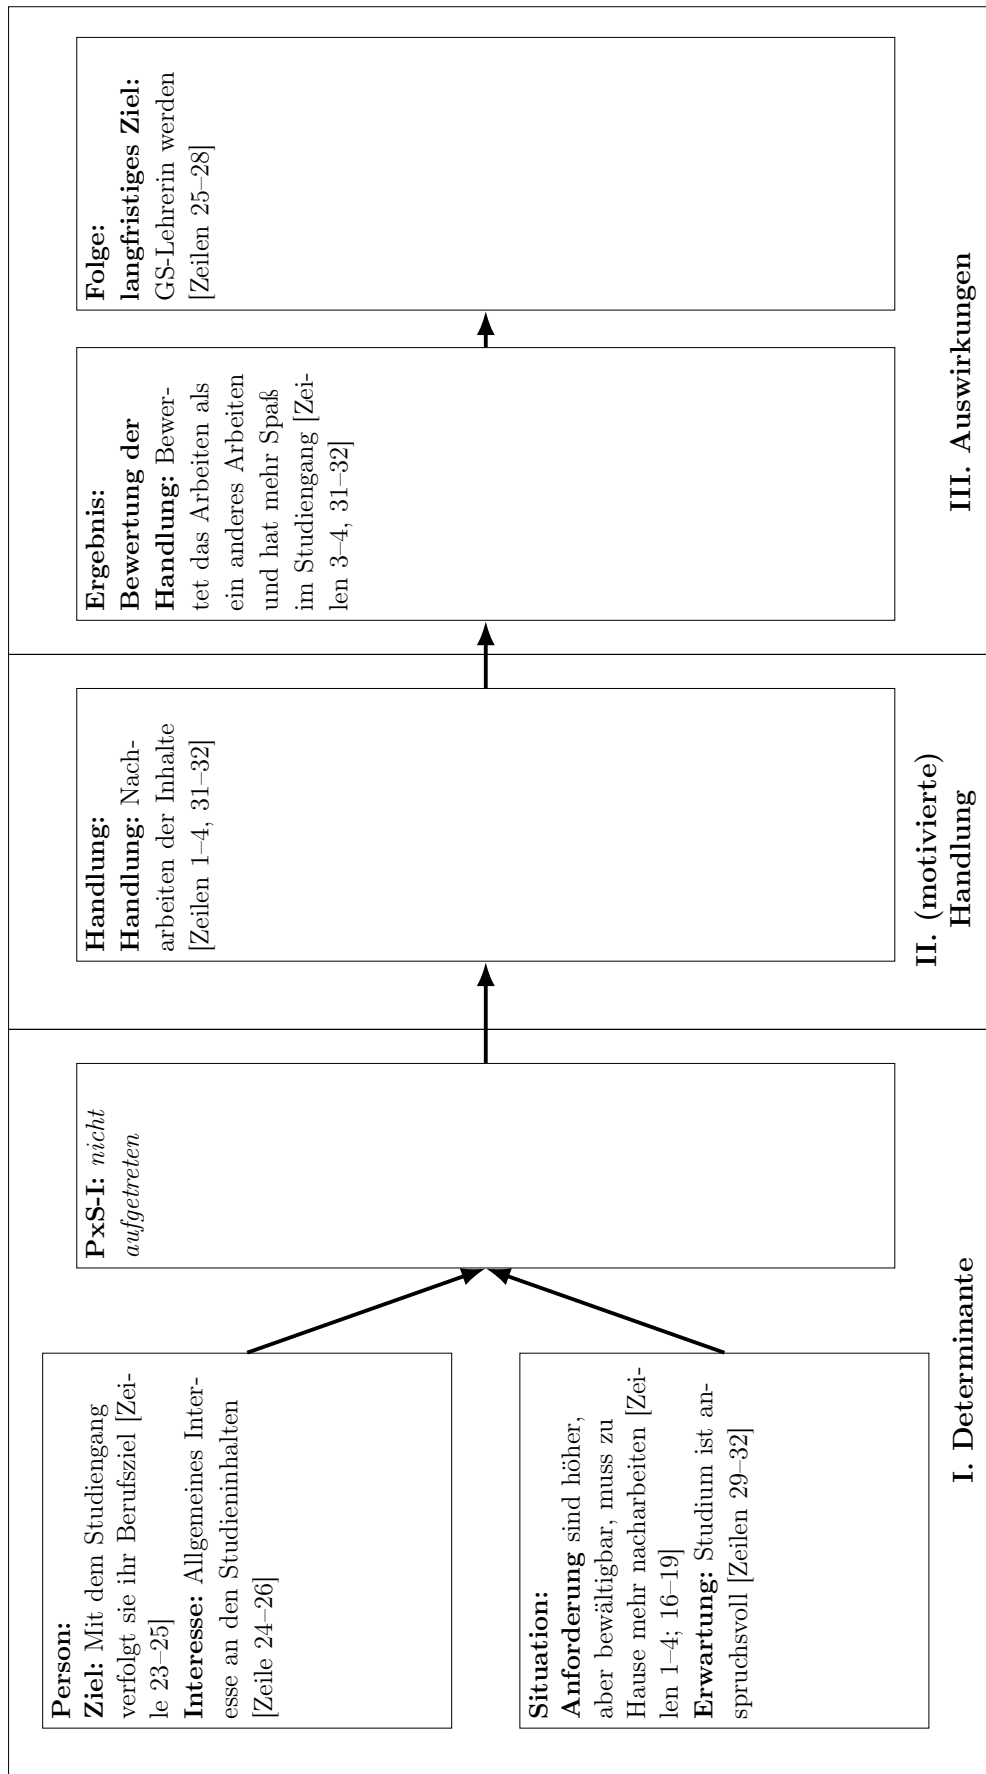 Person:
Ziel: Mit dem Studiengang
verfolgt sie ihr Berufsziel [Zei-
le 23–25]
Interesse: Allgemeines Inter-
esse an den Studieninhalten
[Zeile 24–26]
Situation:
Anforderung sind höher,
aber bewältigbar, muss zu
Hause mehr nacharbeiten [Zei-
len 1–4; 16–19]
Erwartung: Studium ist an-
spruchsvoll [Zeilen 29–32]
PxS-I: nicht
aufgetreten
I. Determinante
Handlung:
Handlung: Nach-
arbeiten der Inhalte
[Zeilen 1–4, 31–32]
II. (motivierte)
Handlung
Ergebnis:
Bewertung der
Handlung: Bewer-
tet das Arbeiten als
ein anderes Arbeiten
und hat mehr Spaß
im Studiengang [Zei-
len 3–4, 31–32]
Folge:
langfristiges Ziel:
GS-Lehrerin werden
[Zeilen 25–28]
III. Auswirkungen